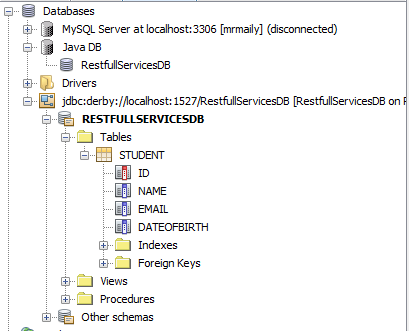 Databases
MySQL Server at localhost:3306 [mrmaily] (disconnected)
Java DB
RestfullServicesDB
Drivers
jdbc:derby://localhost:1527/RestfullServicesDB [RestfullServicesDB on
RESTFULLSERVICESDB
Tables
STUDENT
ID
NAME
EMAIL
DATEOFBIRTH
Indexes
Foreign Keys
Views
Procedures
Other schemas